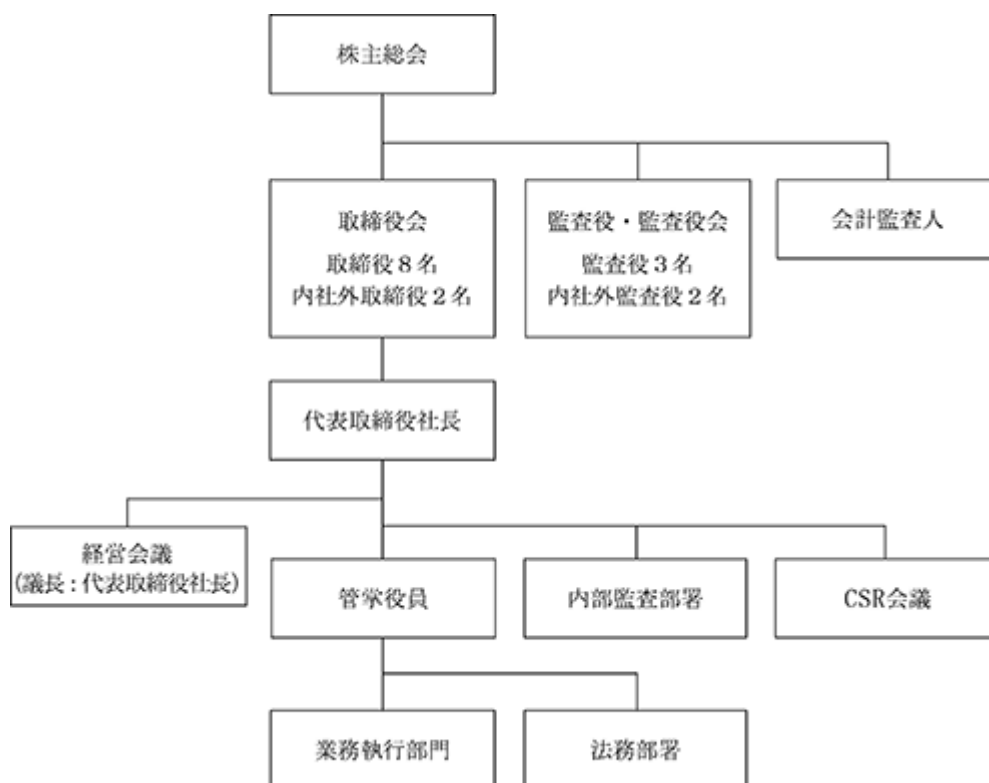 株主総会
取締役会
取締役8名
内社外取締役2名
監査役・監査役会
監査役3名
内社外監査役2名
会計監査人
代表取締役社長
経営会議
(議長:代表取締役社長)
管掌役員
内部監査部署
CSR会議
業務執行部門
法務部署